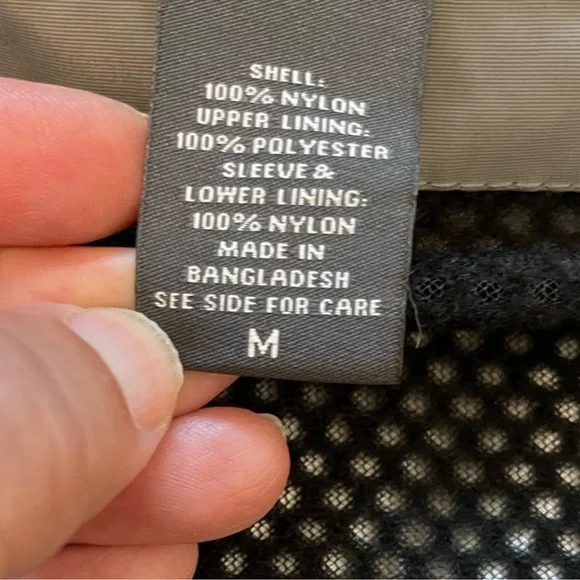 SHELL:
100% NYLON
UPPER LINING:
100% POLYESTER
SLEEVE &
LOWER LINING:
100% NYLON
MADE IN
BANGLADESH
SEE SIDE FOR CARE
M